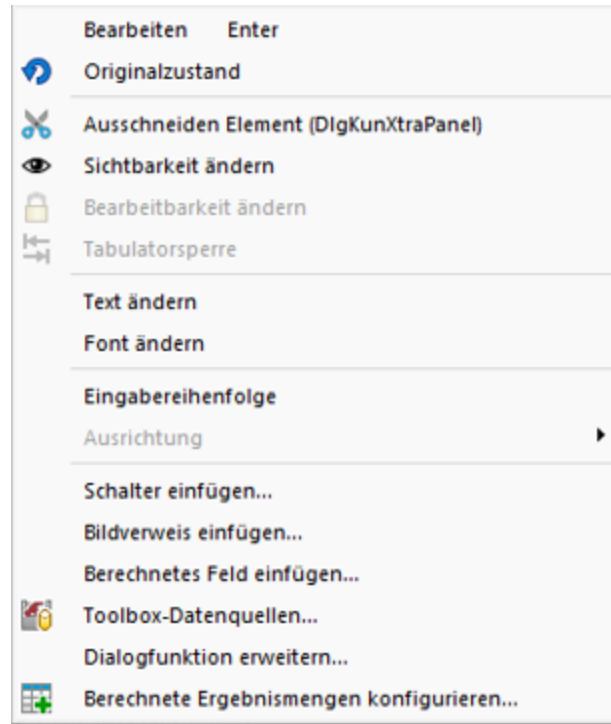 Bearbeiten Enter
Originalzustand
Ausschneiden Element (DlgKunXtraPanel)
Sichtbarkeit ändern
Bearbeitbarkeit ändern
Tabulatorsperre
Text ändern
Font ändern
Eingabereihenfolge
Ausrichtung
Schalter einfügen...
Bildverweis einfügen...
Berechnetes Feld einfügen...
Toolbox-Datenquellen...
Dialogfunktion erweitern...
Berechnete Ergebnismengen konfigurieren...